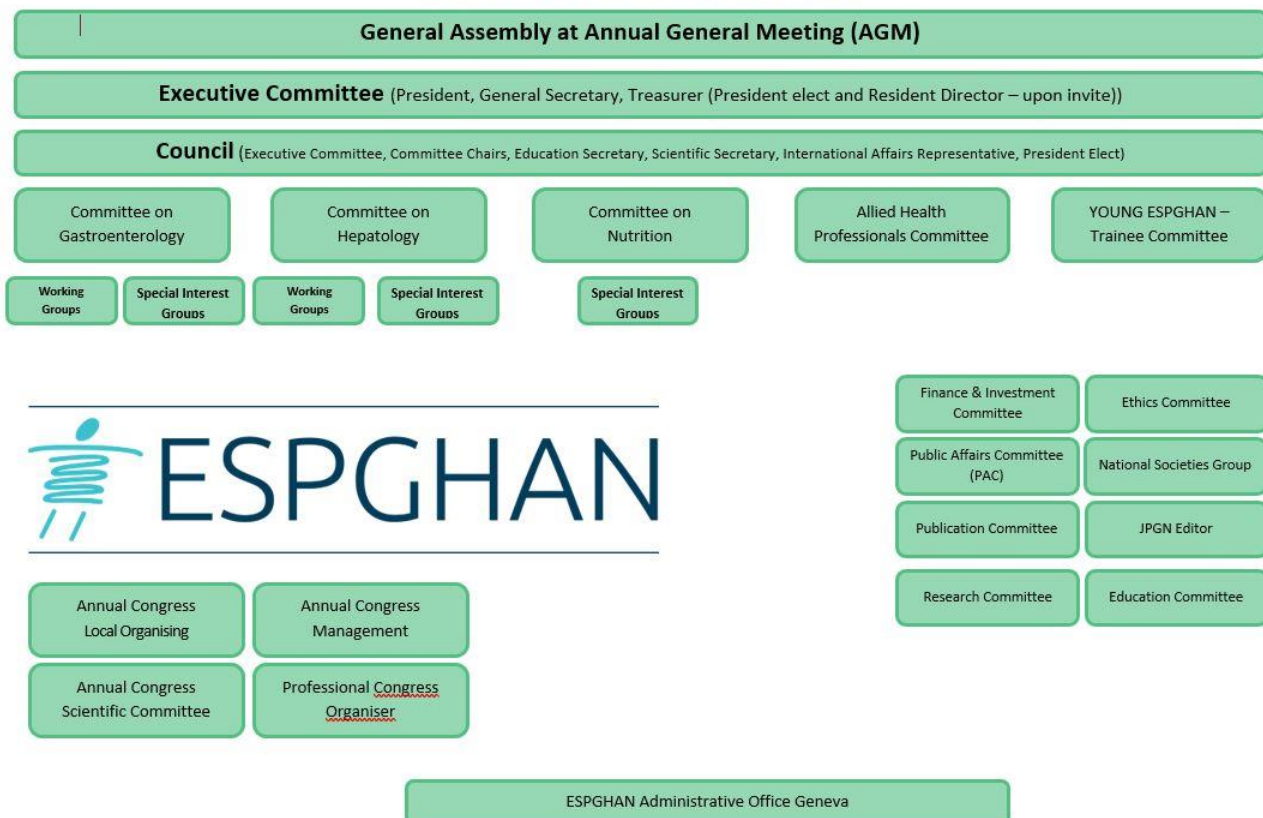 General Assembly at Annual General Meeting (AGM)
Executive Committee (President, General Secretary, Treasurer (President elect and Resident Director – upon invite))
Council (Executive Committee, Committee Chairs, Education Secretary, Scientific Secretary, International Affairs Representative, President Elect)
Committee on
Gastroenterology
Committee on
Hepatology
Committee on
Nutrition
Allied Health
Professionals Committee
YOUNG ESPGHAN –
Trainee Committee
Working
Groups
Special Interest
Groups
Working
Groups
Special Interest
Groups
Special Interest
Groups
ESPGHAN
Finance & Investment
Committee
Ethics Committee
Public Affairs Committee
(PAC)
National Societies Group
Publication Committee
JPGN Editor
Research Committee
Education Committee
Annual Congress
Local Organising
Annual Congress
Management
Annual Congress
Scientific Committee
Professional Congress
Organiser
ESPGHAN Administrative Office Geneva